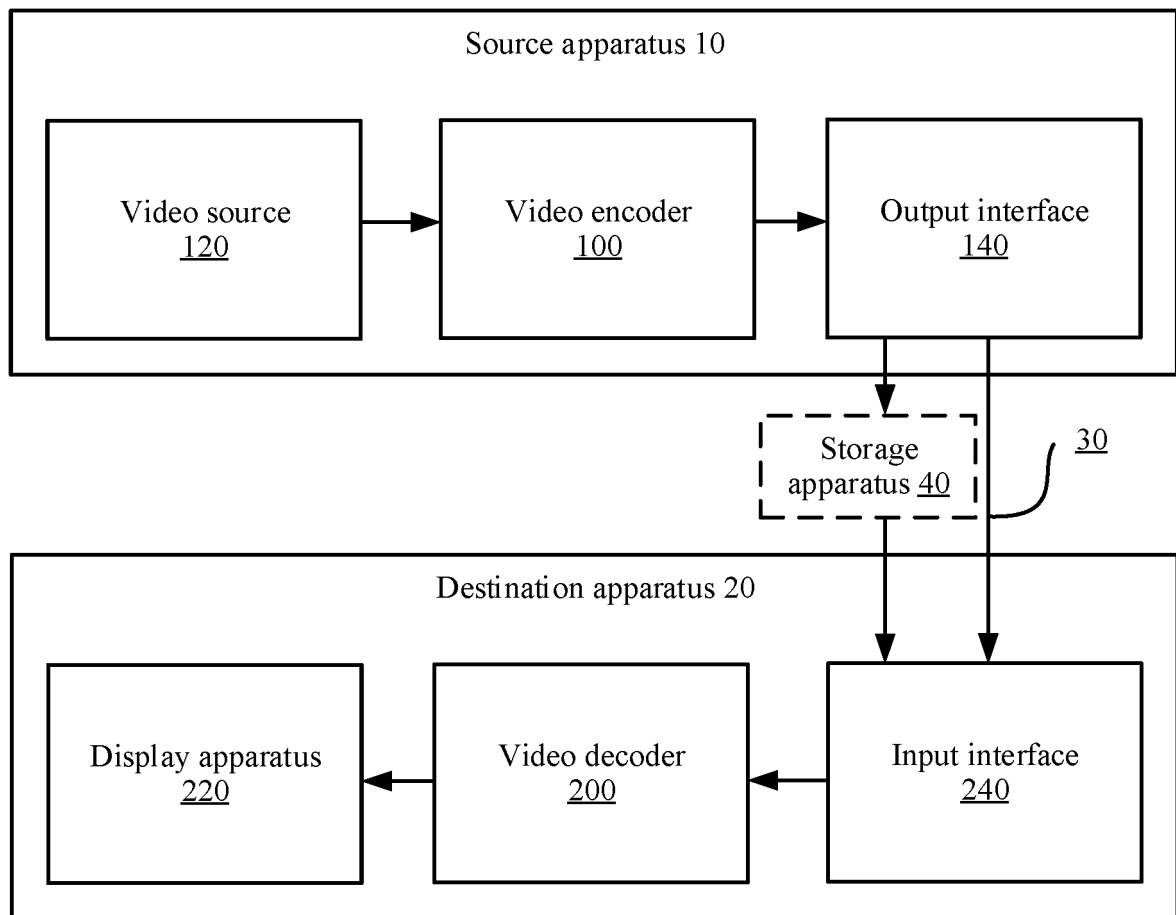 Source apparatus 10
Video source
120
Video encoder
100
Output interface
140
Storage
apparatus 40
30
Destination apparatus 20
Display apparatus
220
Video decoder
200
Input interface
240